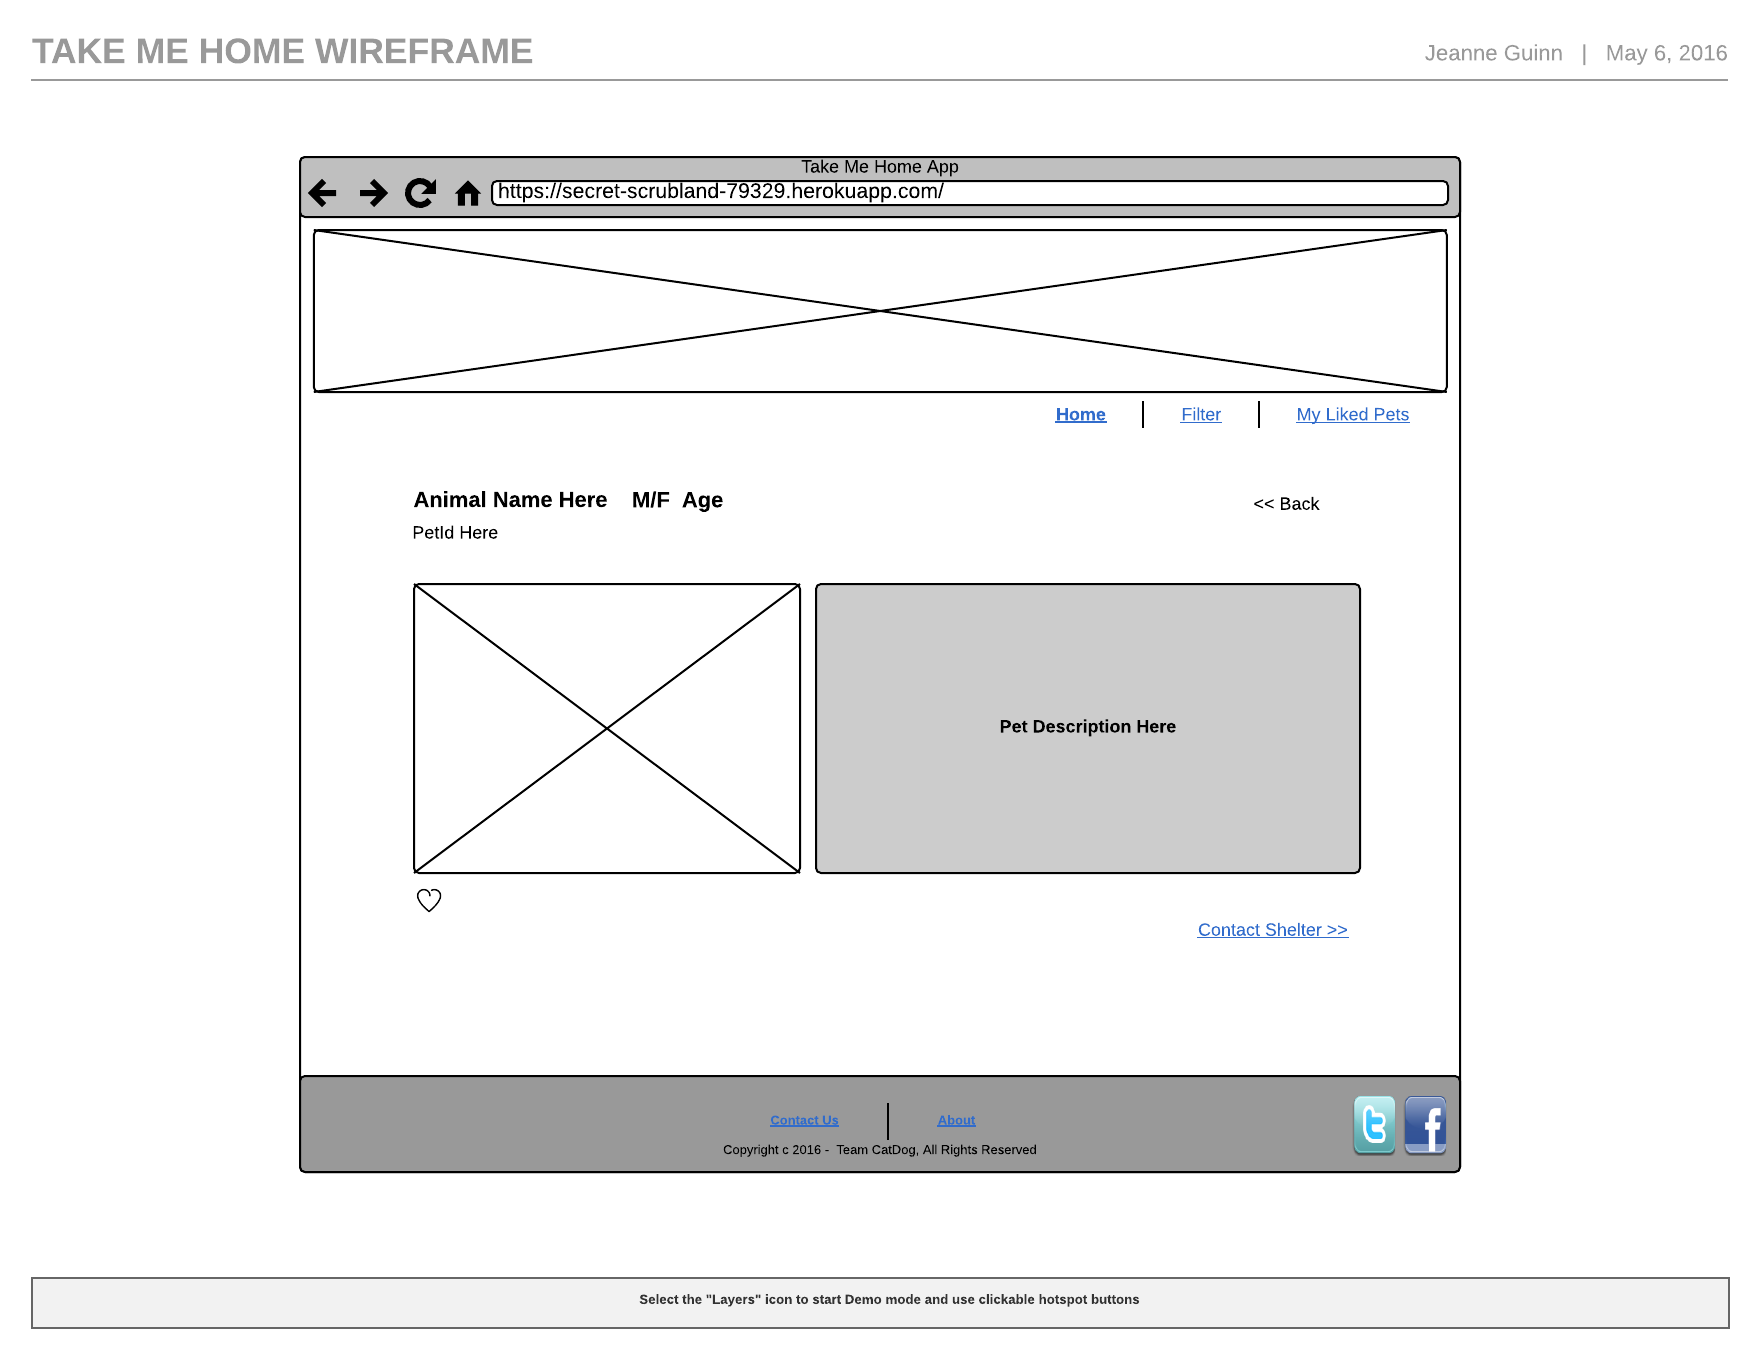 TAKE ME HOME WIREFRAME
Jeanne Guinn | May 6, 2016
Take Me Home App
https://secret-scrubland-79329.herokuapp.com/
Home | Filter | My Liked Pets
Animal Name Here M/F Age
<< Back
PetId Here
Pet Description Here
Contact Shelter >>
Contact Us | About
Copyright c 2016 - Team CatDog, All Rights Reserved
Select the "Layers" icon to start Demo mode and use clickable hotspot buttons